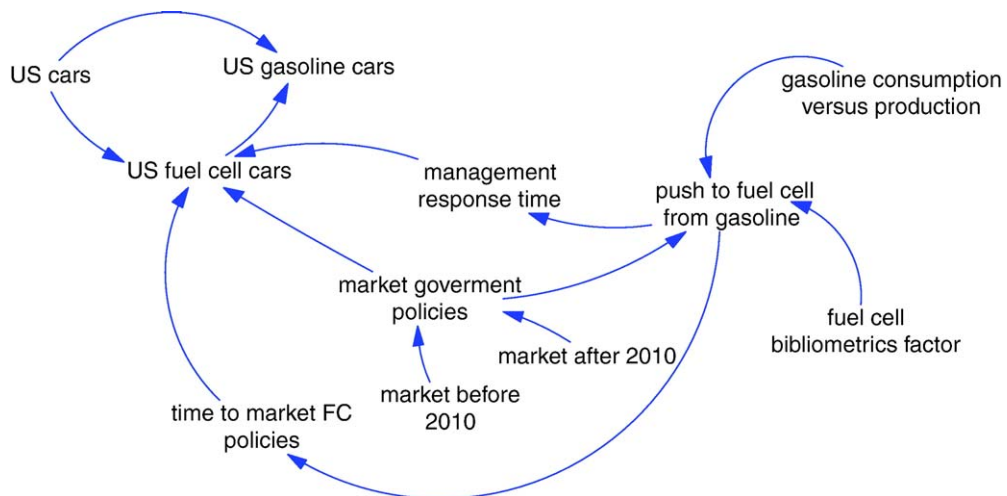 US cars
US gasoline cars
gasoline consumption
versus production
US fuel cell cars
management
response time
push to fuel cell
from gasoline
market goverment
policies
fuel cell
bibliometrics factor
market after 2010
market before
2010
time to market FC
policies